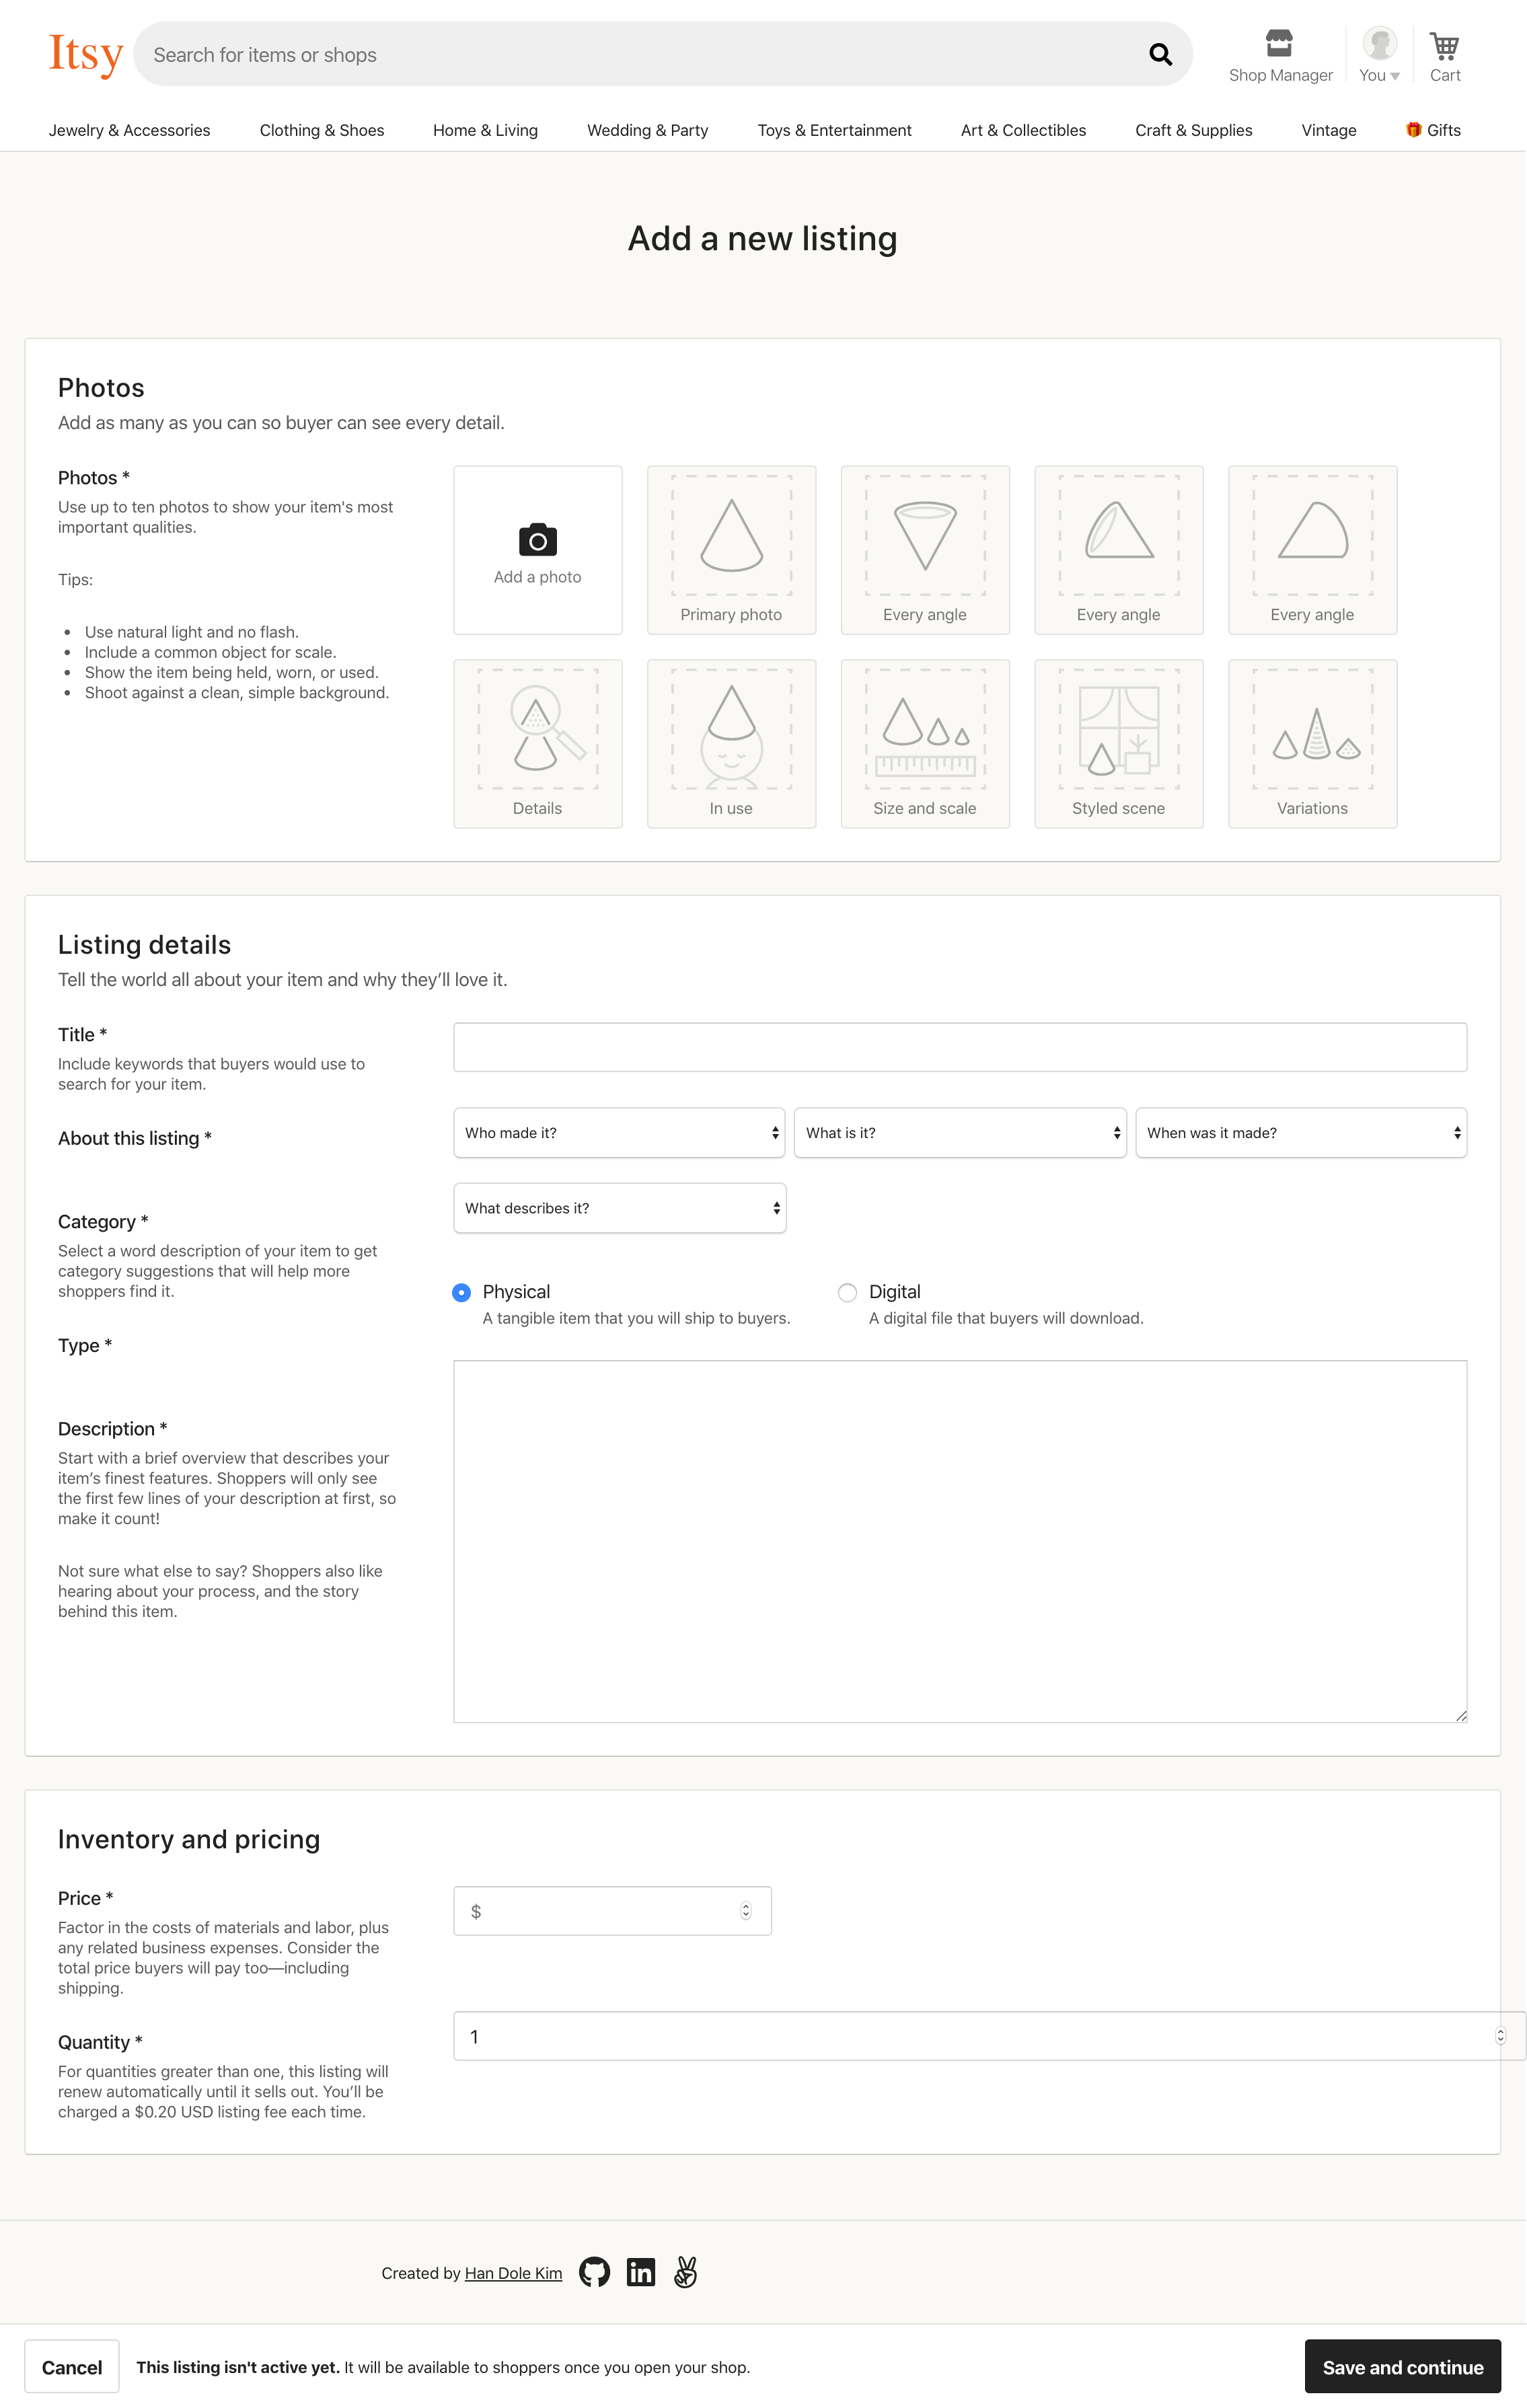 Itsy
Search for items or shops
Shop Manager
You ▼
Cart
Jewelry & Accessories
Clothing & Shoes
Home & Living
Wedding & Party
Toys & Entertainment
Art & Collectibles
Craft & Supplies
Vintage
🎁 Gifts
Add a new listing
Photos
Add as many as you can so buyer can see every detail.
Photos *
Use up to ten photos to show your item's most
important qualities.
Tips:
• Use natural light and no flash.
• Include a common object for scale.
• Show the item being held, worn, or used.
• Shoot against a clean, simple background.
Add a photo
Primary photo
Every angle
Every angle
Every angle
Details
In use
Size and scale
Styled scene
Variations
Listing details
Tell the world all about your item and why they’ll love it.
Title *
Include keywords that buyers would use to
search for your item.
About this listing *
Who made it?
What is it?
When was it made?
Category *
Select a word description of your item to get
category suggestions that will help more
shoppers find it.
What describes it?
Type *
Physical
A tangible item that you will ship to buyers.
Digital
A digital file that buyers will download.
Description *
Start with a brief overview that describes your
item’s finest features. Shoppers will only see
the first few lines of your description at first, so
make it count!
Not sure what else to say? Shoppers also like
hearing about your process, and the story
behind this item.
Inventory and pricing
Price *
Factor in the costs of materials and labor, plus
any related business expenses. Consider the
total price buyers will pay too—including
shipping.
$
Quantity *
For quantities greater than one, this listing will
renew automatically until it sells out. You’ll be
charged a $0.20 USD listing fee each time.
1
Created by Han Dole Kim
in
Cancel
This listing isn't active yet. It will be available to shoppers once you open your shop.
Save and continue